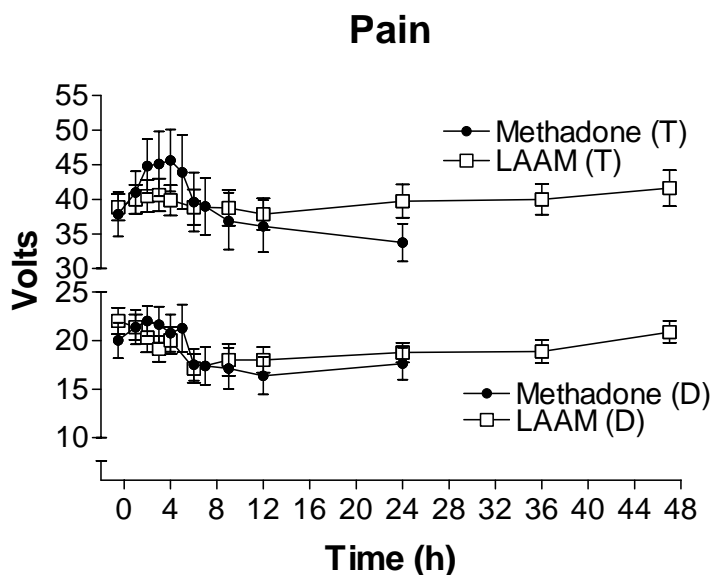 Pain
55
50
45
40
35
30
25
20
15
10
Volts
Methadone (T)
LAAM (T)
Methadone (D)
LAAM (D)
0 4 8 12 16 20 24 28 32 36 40 44 48
Time (h)